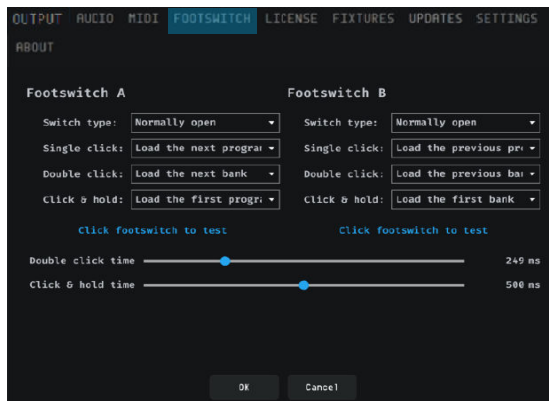 OUTPUT AUDIO MIDI FOOTSWITCH LICENSE FIXTURES UPDATES SETTINGS
ABOUT
Footswitch A Footswitch B
Switch type: Normally open Switch type: Normally open
Single click: Load the next program Single click: Load the previous pr
Double click: Load the next bank Double click: Load the previous ba
Click & hold: Load the first progra Click & hold: Load the first bank
Click footswitch to test Click footswitch to test
Double click time 249 ms
Click & hold time 500 ms
OK Cancel